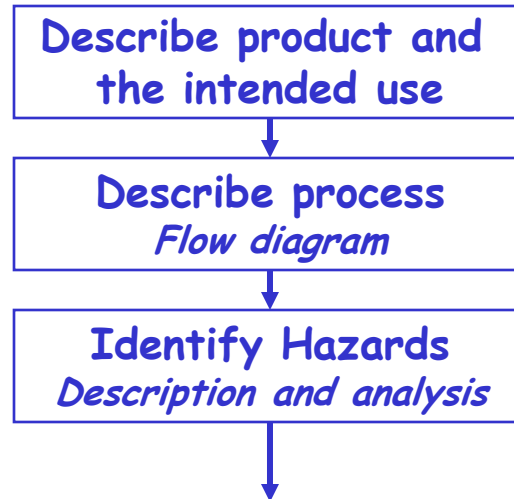 Describe product and
the intended use
Describe process
Flow diagram
Identify Hazards
Description and analysis